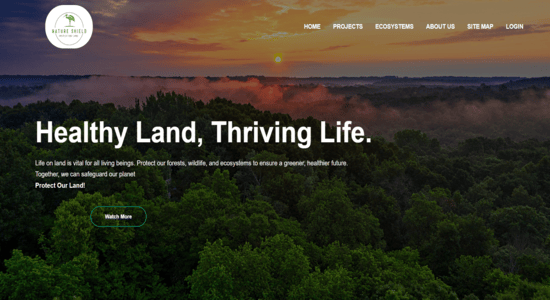 NATURE SHIELD
HOME PROJECTS ECOSYSTEMS ABOUT US SITE MAP LOGIN
Healthy Land, Thriving Life.
Life on land is vital for all living beings. Protect our forests, wildlife, and ecosystems to ensure a greener, healthier future.
Together, we can safeguard our planet
Protect Our Land!
Watch More